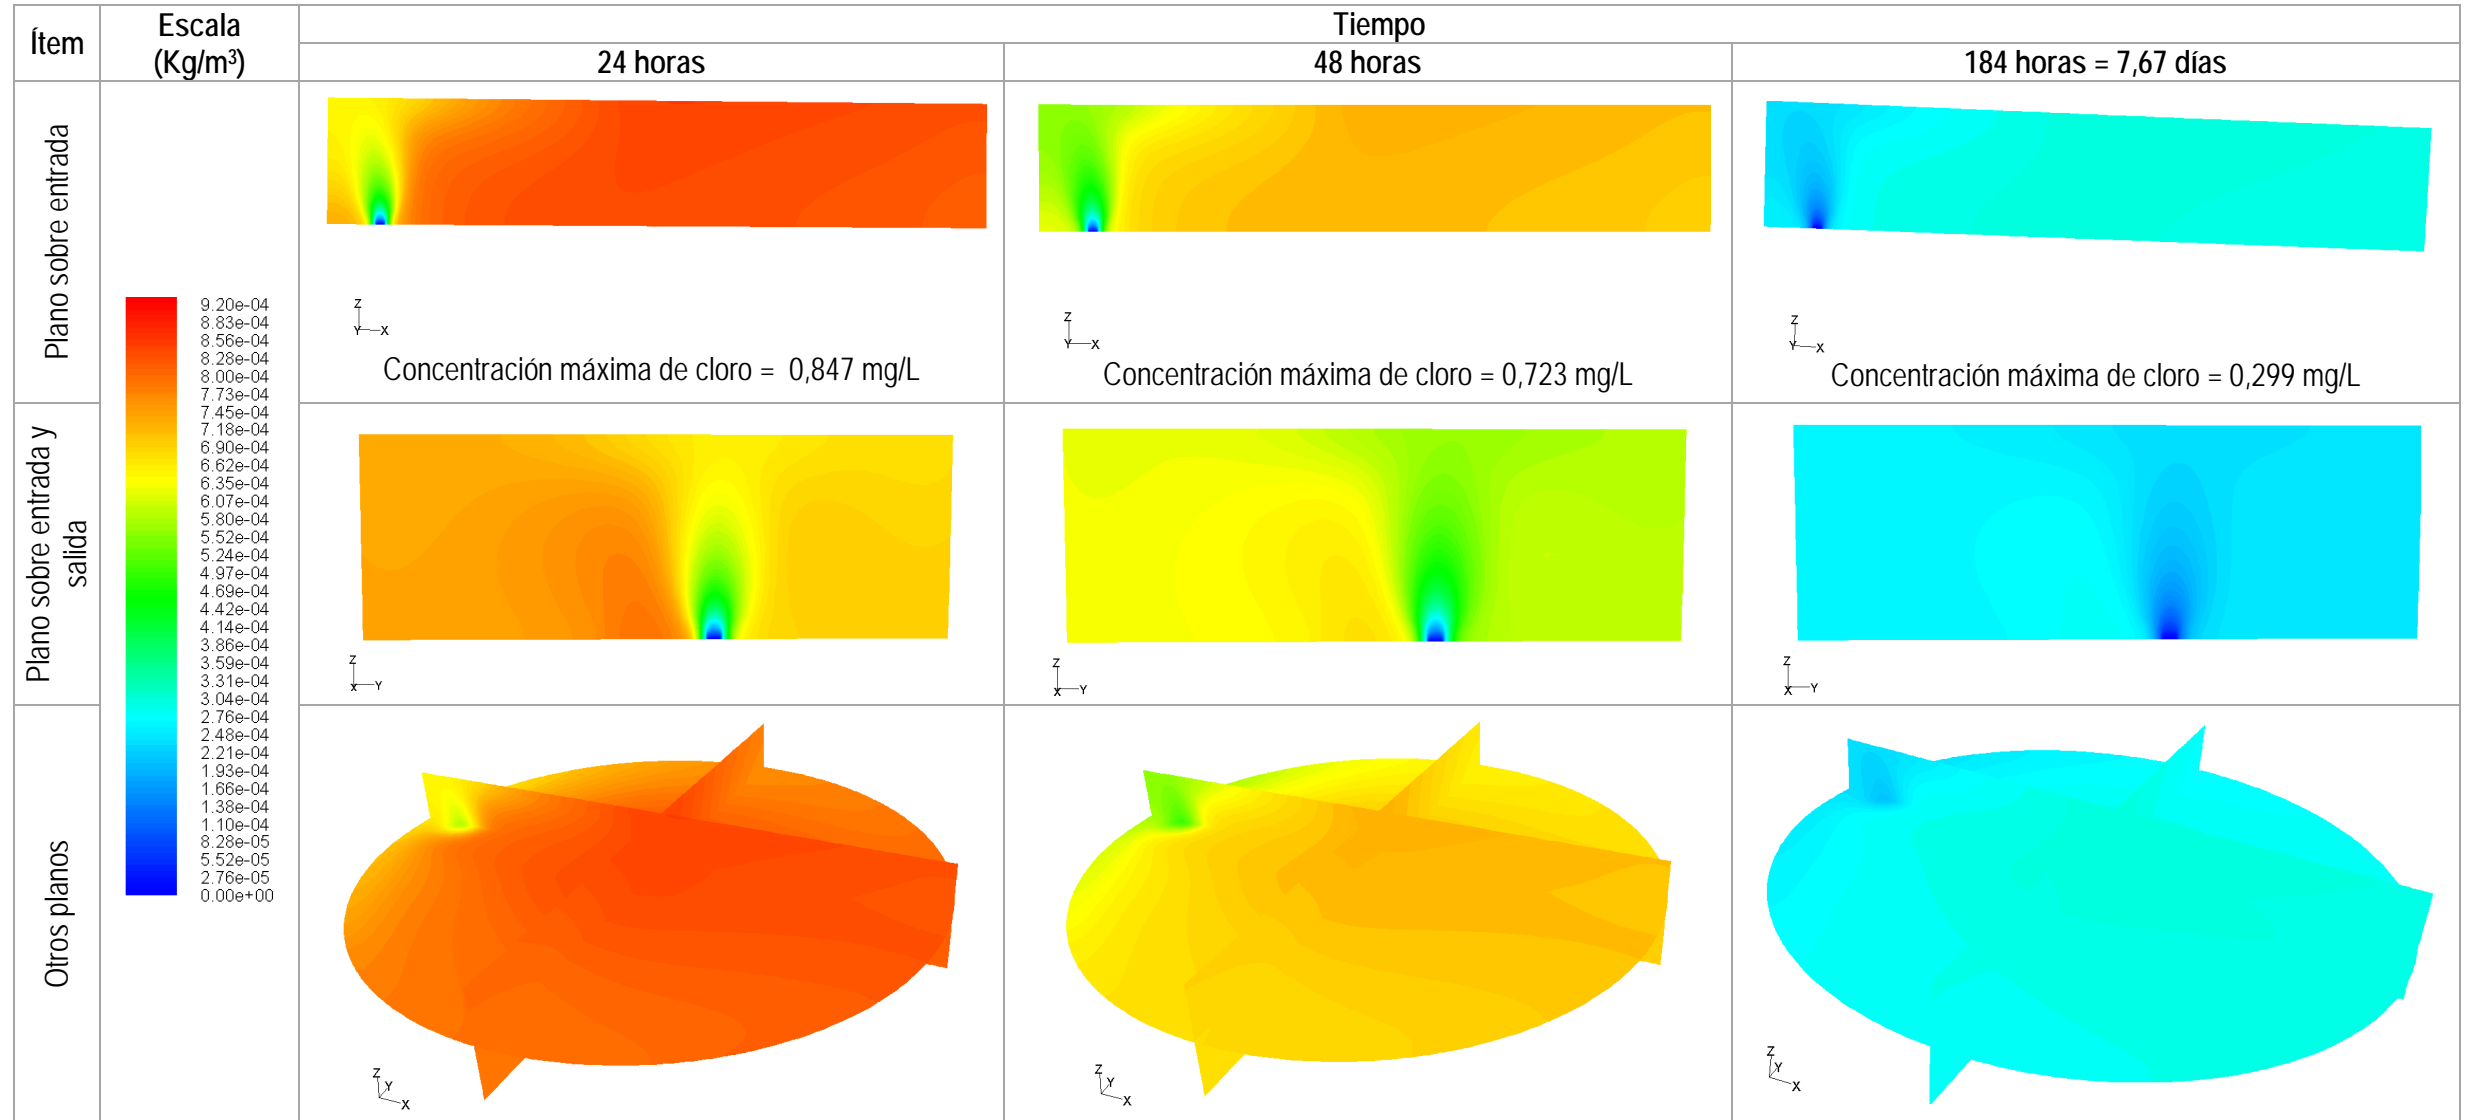 Ítem
Escala
(Kg/m³)
Tiempo
24 horas
48 horas
184 horas = 7,67 días
Plano sobre entrada
9.20e-04
8.83e-04
8.56e-04
8.28e-04
8.00e-04
7.73e-04
7.45e-04
7.18e-04
6.90e-04
6.62e-04
6.35e-04
6.07e-04
5.80e-04
5.52e-04
5.24e-04
4.97e-04
4.69e-04
4.42e-04
4.14e-04
3.86e-04
3.59e-04
3.31e-04
3.04e-04
2.76e-04
2.48e-04
2.21e-04
1.93e-04
1.66e-04
1.38e-04
1.10e-04
8.28e-05
5.52e-05
2.76e-05
0.00e+00
Z
Y X
Concentración máxima de cloro = 0,847 mg/L
Z
Y X
Concentración máxima de cloro = 0,723 mg/L
Z
Y X
Concentración máxima de cloro = 0,299 mg/L
Plano sobre entrada y
salida
Z
X Y
Z
X Y
Z
X Y
Otros planos
Z
Y
X
Z
Y
X
Z
Y
X